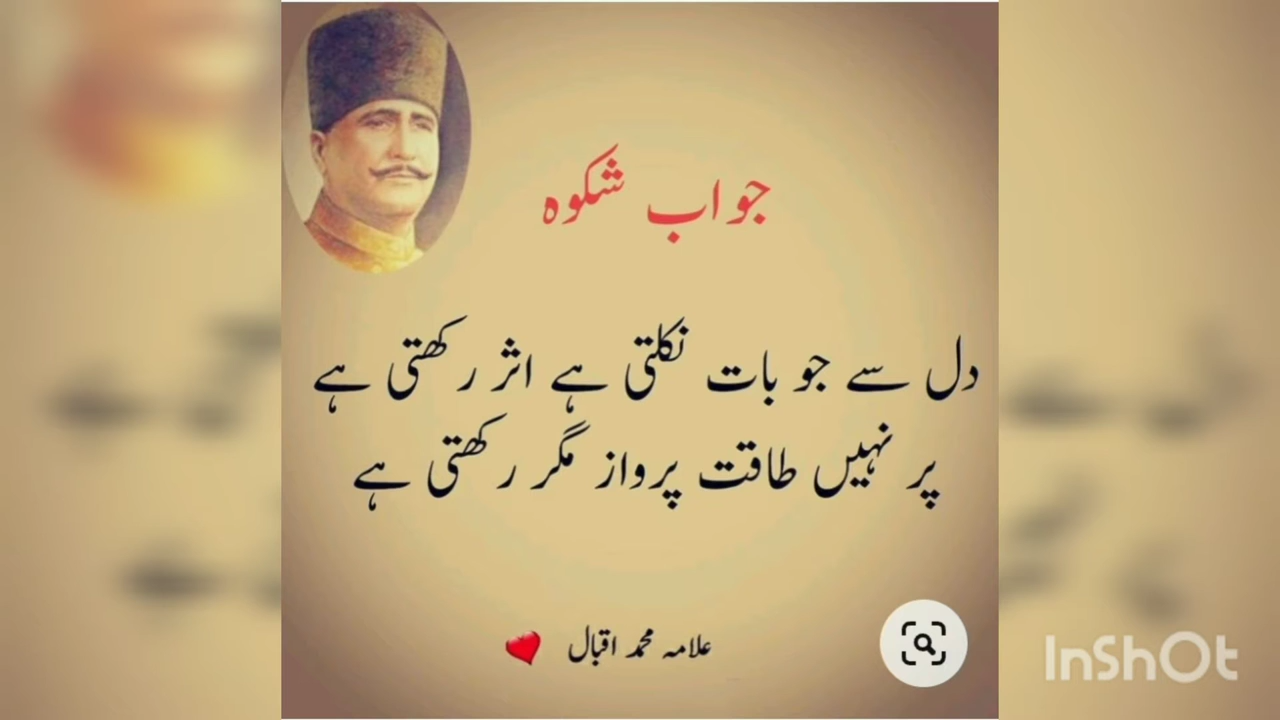 جواب شکوہ
دل سے جو بات نکلتی ہے اثر رکھتی ہے
پر نہیں طاقت پرواز مگر رکھتی ہے
علامہ محمد اقبال
InShOt